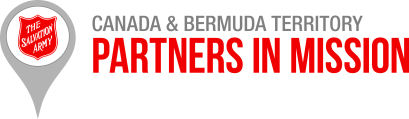 THE
SALVATION
ARMY
CANADA & BERMUDA TERRITORY
PARTNERS IN MISSION